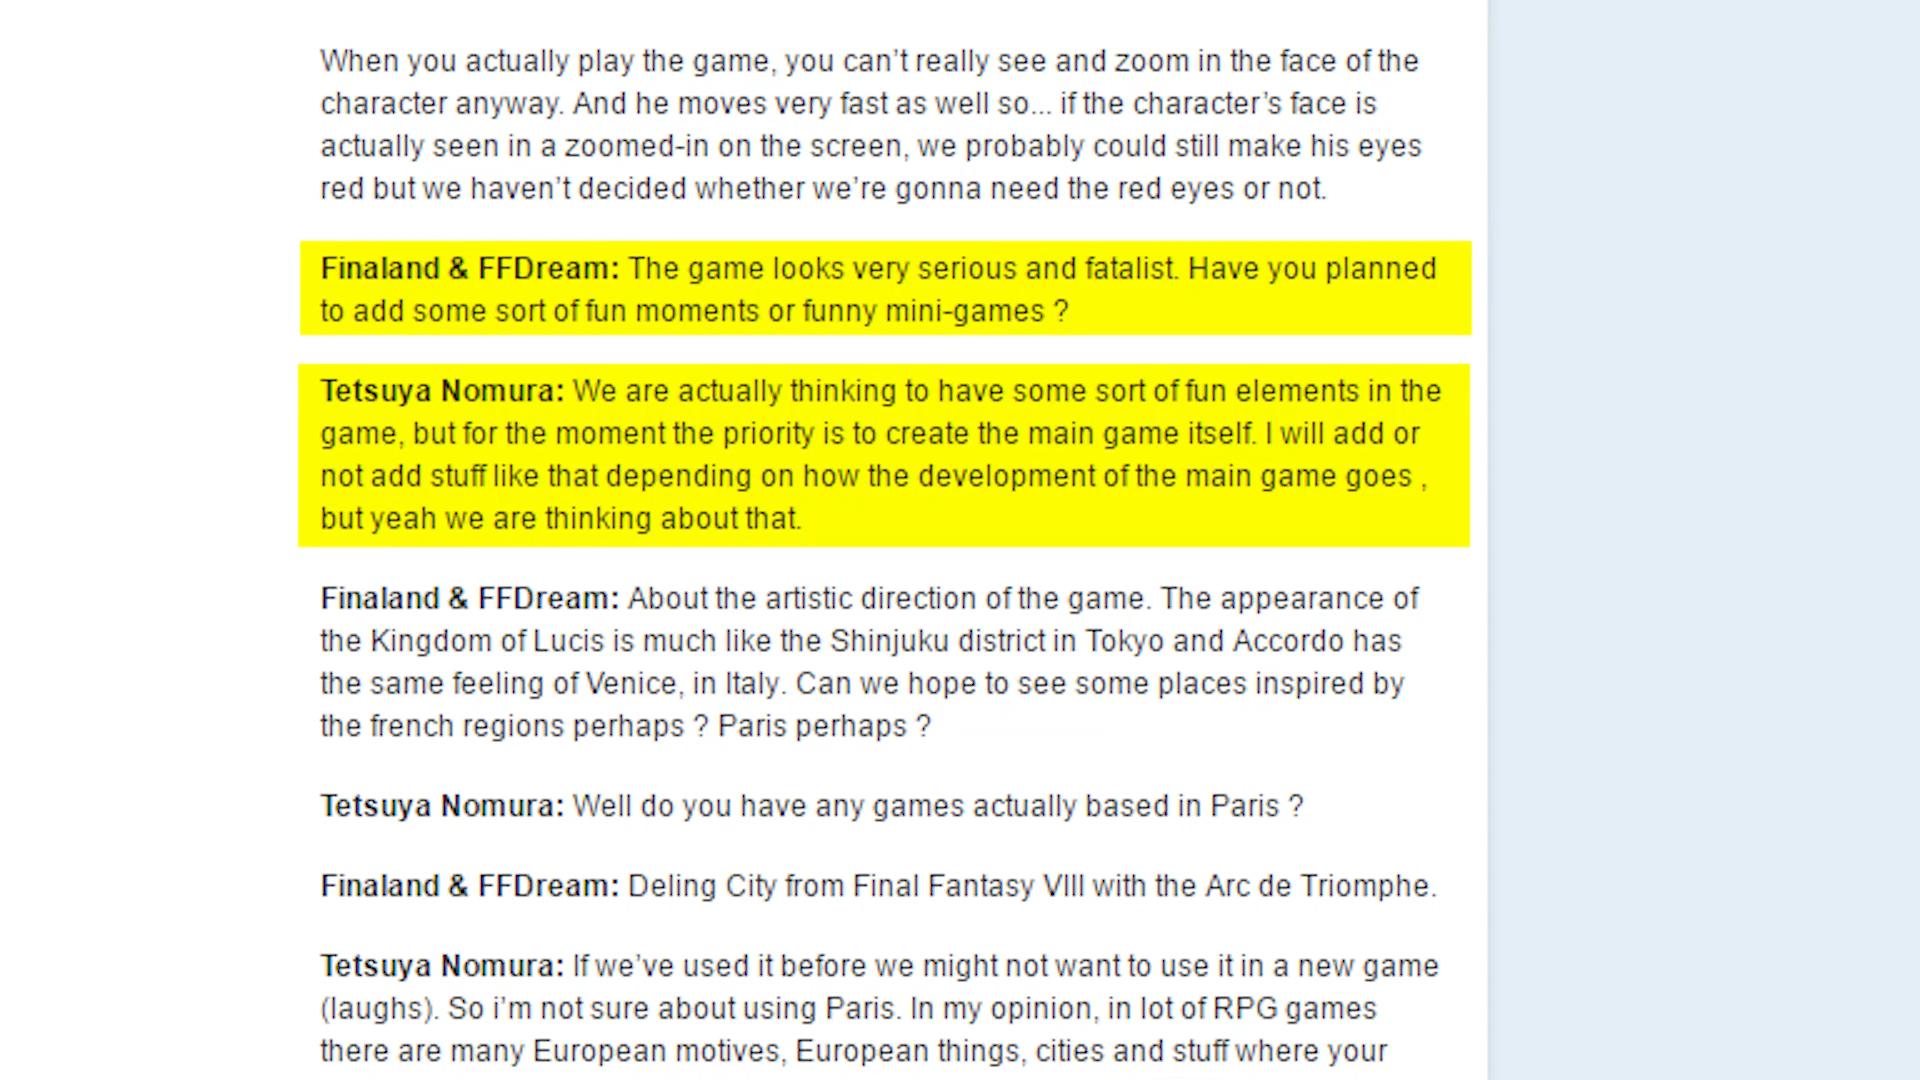 When you actually play the game, you can’t really see and zoom in the face of the
character anyway. And he moves very fast as well so... if the character’s face is
actually seen in a zoomed-in on the screen, we probably could still make his eyes
red but we haven’t decided whether we’re gonna need the red eyes or not.
Finaland & FFDream: The game looks very serious and fatalist. Have you planned
to add some sort of fun moments or funny mini-games ?
Tetsuya Nomura: We are actually thinking to have some sort of fun elements in the
game, but for the moment the priority is to create the main game itself. I will add or
not add stuff like that depending on how the development of the main game goes ,
but yeah we are thinking about that.
Finaland & FFDream: About the artistic direction of the game. The appearance of
the Kingdom of Lucis is much like the Shinjuku district in Tokyo and Accordo has
the same feeling of Venice, in Italy. Can we hope to see some places inspired by
the french regions perhaps ? Paris perhaps ?
Tetsuya Nomura: Well do you have any games actually based in Paris ?
Finaland & FFDream: Deling City from Final Fantasy VIII with the Arc de Triomphe.
Tetsuya Nomura: If we’ve used it before we might not want to use it in a new game
(laughs). So i’m not sure about using Paris. In my opinion, in lot of RPG games
there are many European motives, European things, cities and stuff where your